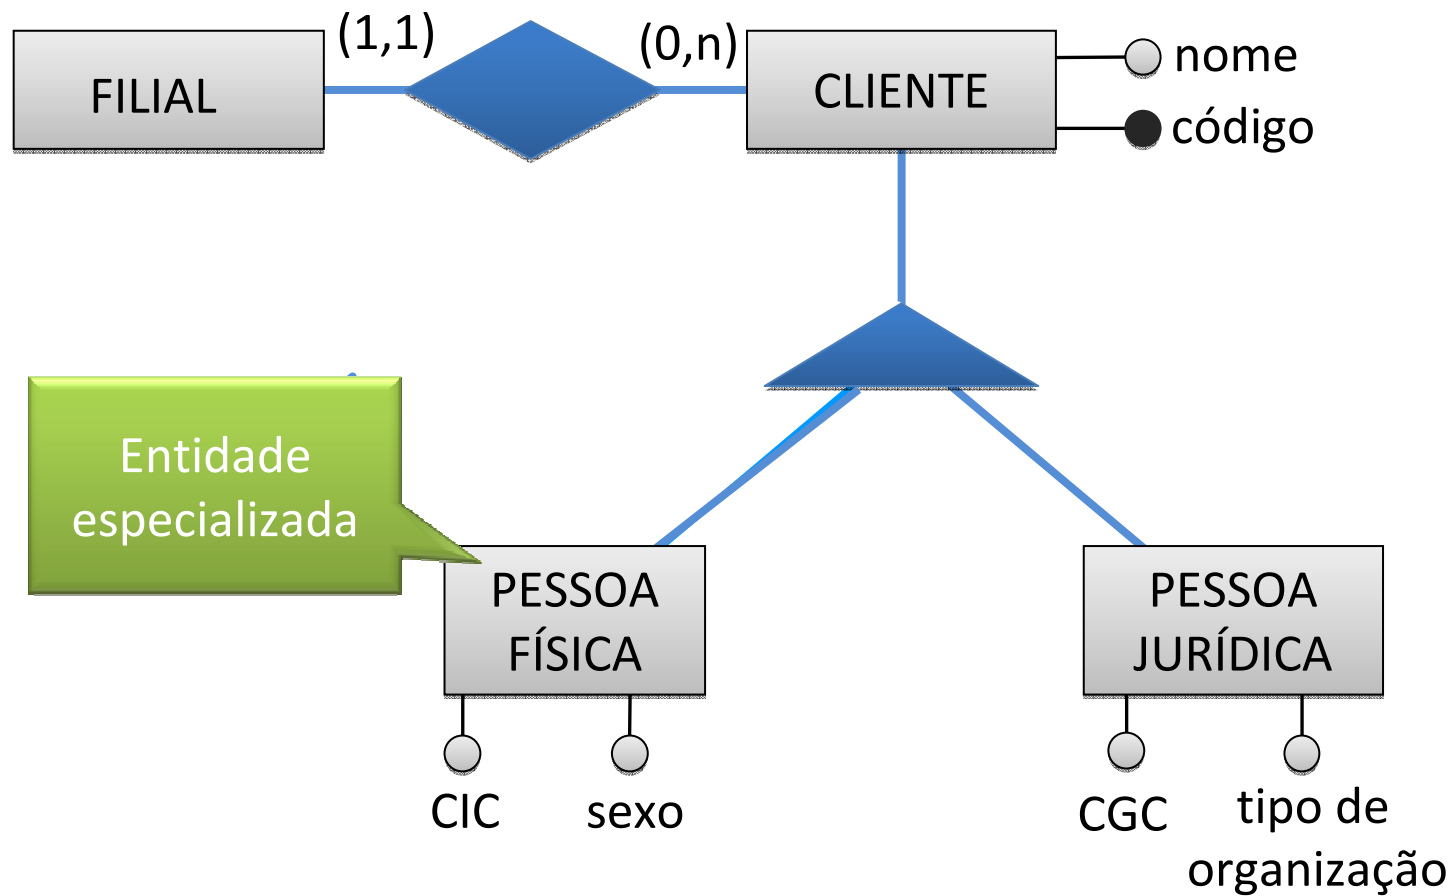 FILIAL
(1,1)
(0,n)
CLIENTE
nome
código
Entidade
especializada
PESSOA
FÍSICA
PESSOA
JURÍDICA
CIC
sexo
CGC
tipo de
organização